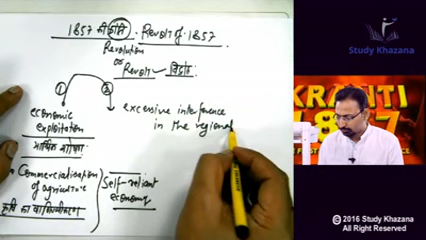 1857 की क्रांति - Revolt of 1857
Revolution
or
Revolt - विद्रोह
1
2
economic
exploitation
आर्थिक शोषण
excessive interference
in the regional
Commercialisation
of agriculture
कृषि का वाणिज्यीकरण
Self-reliant
economy
Study Khazana
KRANTI
1857
© 2016 Study Khazana
All Right Reserved